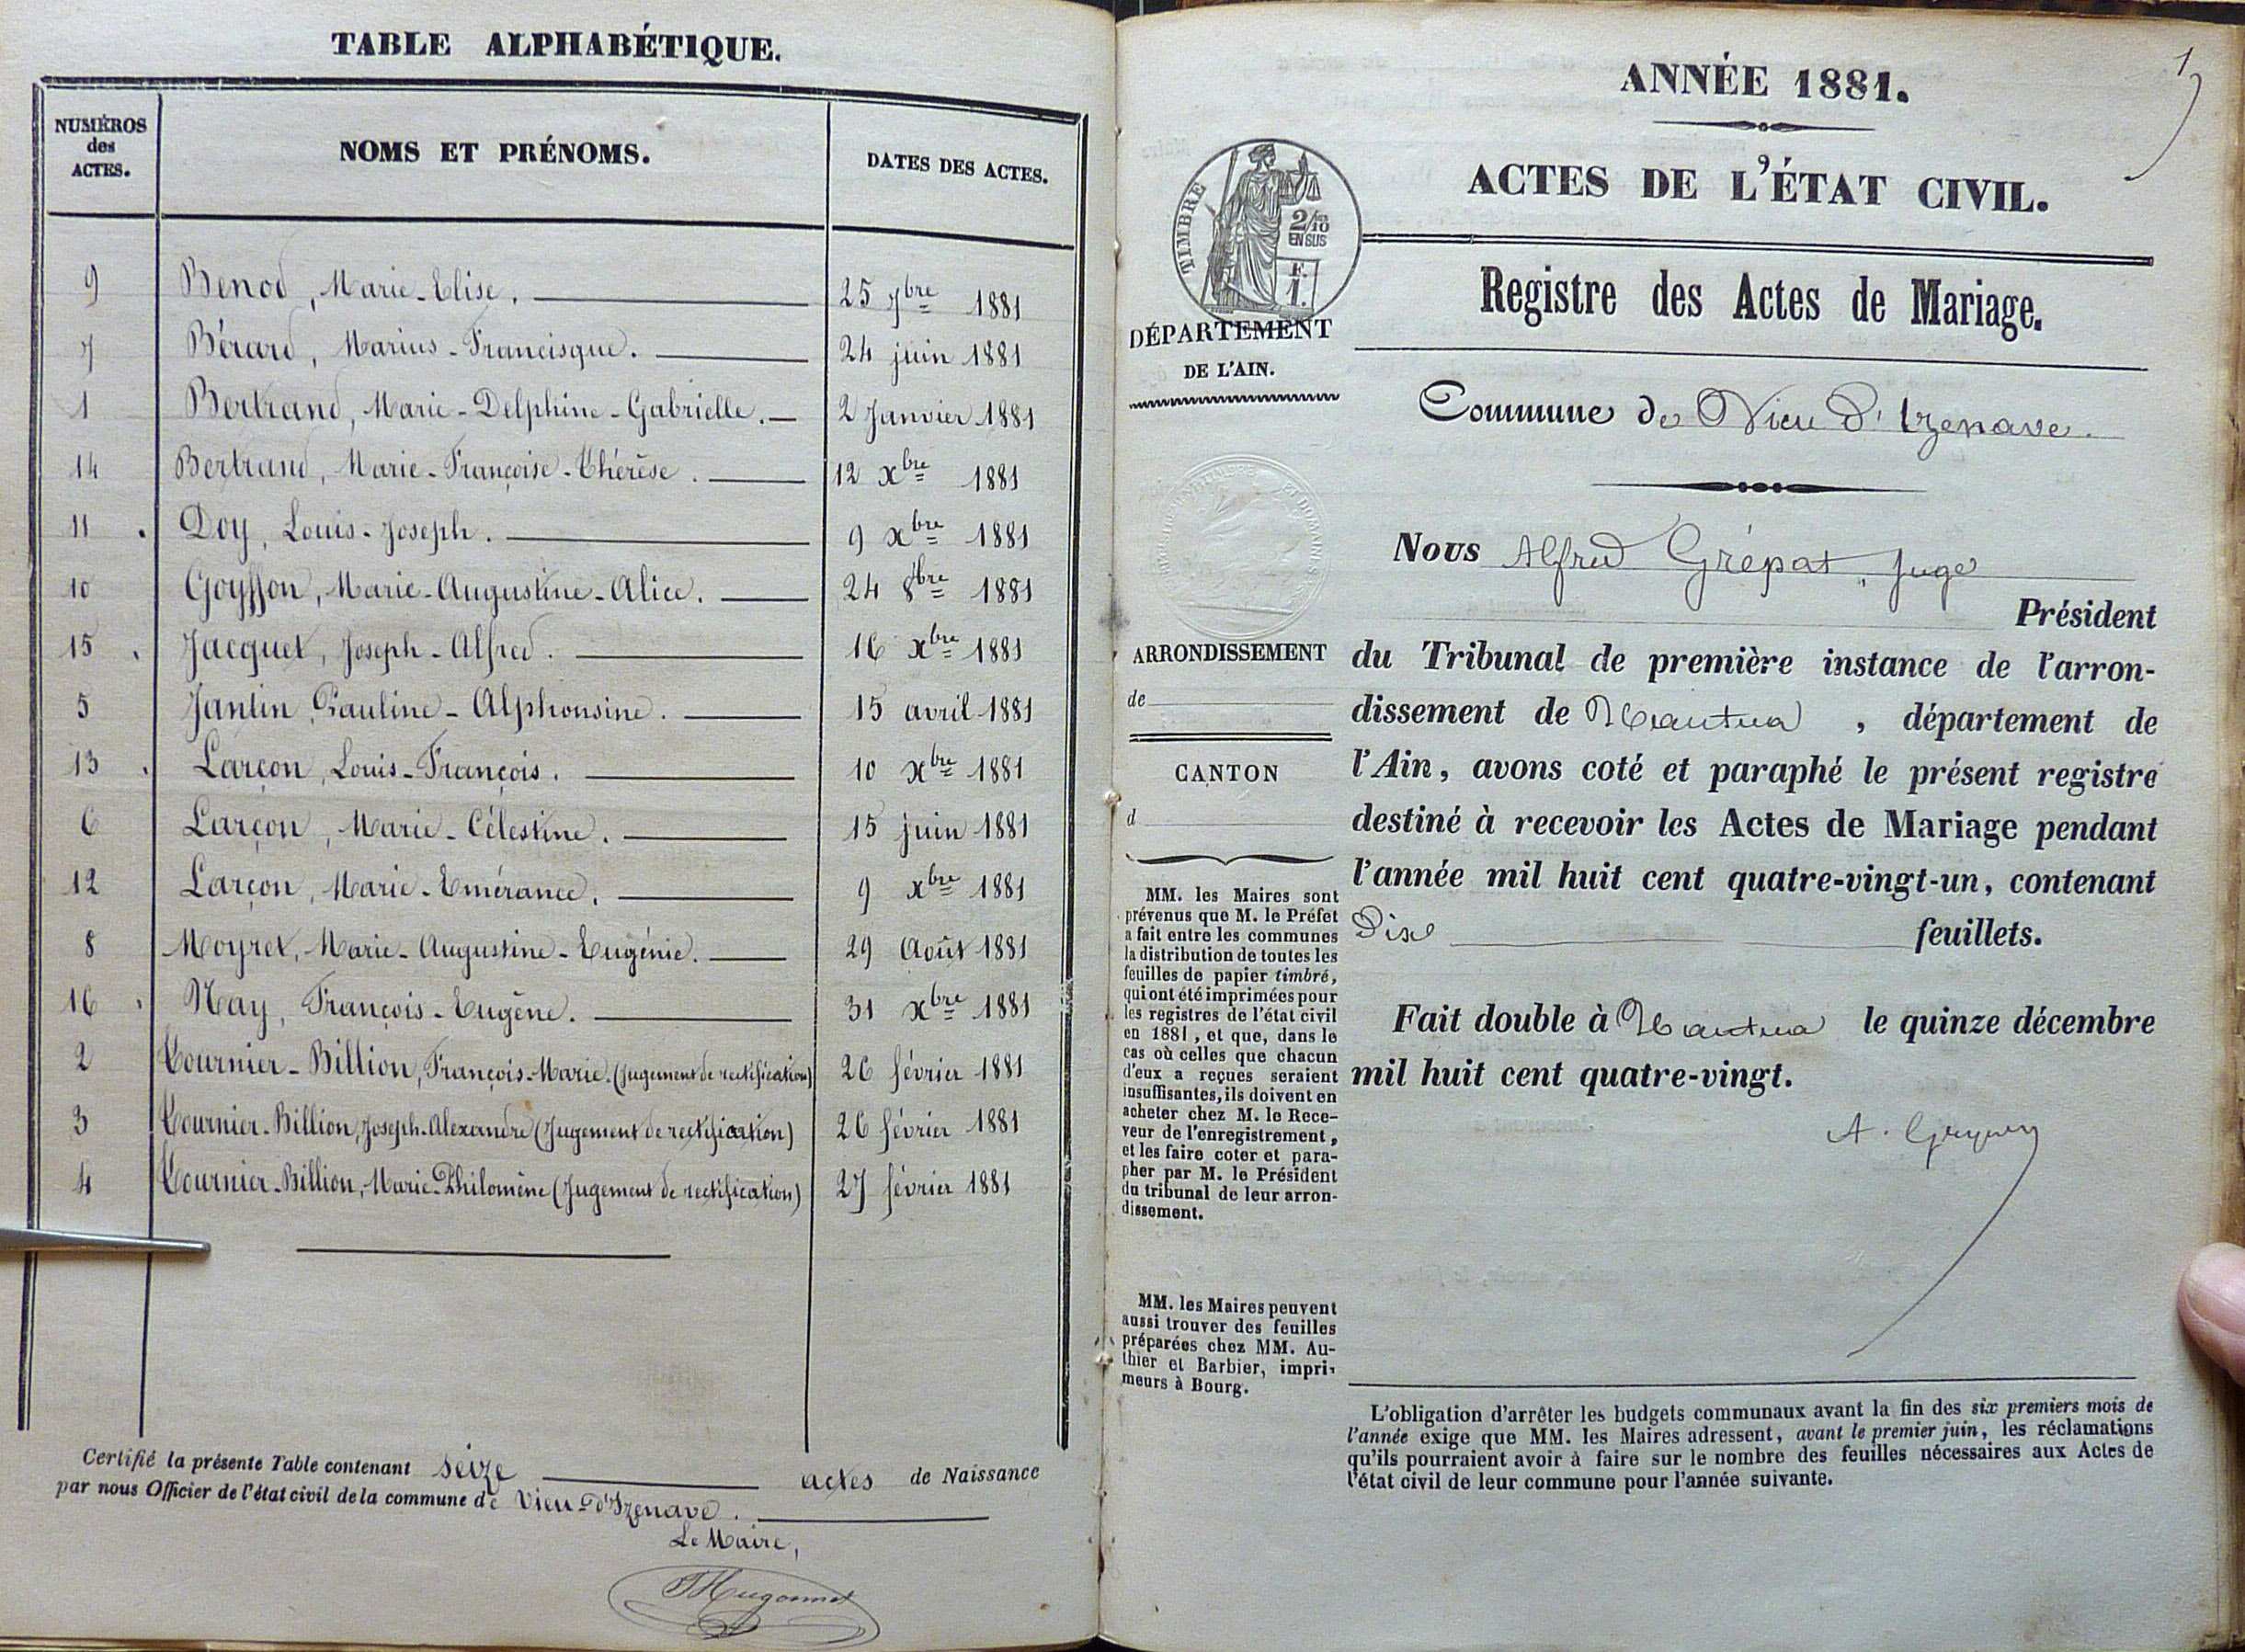 TABLE ALPHABÉTIQUE.
NUMÉROS des ACTES. NOMS ET PRÉNOMS. DATES DES ACTES.
9 Benod, Marie-Elise. 25 7bre 1881
7 Bérard, Marius-Francisque. 24 juin 1881
1 Bertrand, Marie-Delphine-Gabrielle. 2 Janvier 1881
14 Bertrand, Marie-Françoise-Thérèse. 12 xbre 1881
11 Doy, Louis-Joseph. 9 xbre 1881
10 Goyffon, Marie-Augustine-Alice. 24 8bre 1881
15 Jacquet, Joseph-Alfred. 16 xbre 1881
5 Jantin, Pauline-Alphonsine. 15 avril 1881
13 Larçon, Louis-François. 10 xbre 1881
6 Larçon, Marie-Célestine. 15 juin 1881
12 Larçon, Marie-Emérance. 9 xbre 1881
8 Moyret, Marie-Augustine-Eugénie. 29 Août 1881
16 Nay, François-Eugène. 31 xbre 1881
2 Tournier-Billion, François-Marie. (Jugement de rectification) 26 février 1881
3 Tournier-Billion, Joseph-Alexandre (Jugement de rectification) 26 février 1881
4 Tournier-Billion, Marie-Philomène (Jugement de rectification) 27 février 1881
Certifié la présente Table contenant seize actes de Naissance
par nous Officier de l'état civil de la commune de Vieu-d'Izenave.
Le Maire,
Hugonnet
1
ANNÉE 1881.
ACTES DE L'ÉTAT CIVIL.
TIMBRE
2/10
EN SUS
F.
1.
Registre des Actes de Mariage.
DÉPARTEMENT
DE L'AIN.
Commune de Vieu d'Izenave.
Nous Alfred Grépat, Juge
Président
du Tribunal de première instance de l'arron-
dissement de Nantua, département de
l'Ain, avons coté et paraphé le présent registre
destiné à recevoir les Actes de Mariage pendant
l'année mil huit cent quatre-vingt-un, contenant
Dix feuillets.
Fait double à Nantua le quinze décembre
mil huit cent quatre-vingt.
ARRONDISSEMENT
de
CANTON
d
MM. les Maires sont
prévenus que M. le Préfet
a fait entre les communes
la distribution de toutes les
feuilles de papier timbré,
qui ont été imprimées pour
les registres de l'état civil
en 1881, et que, dans le
cas où celles que chacun
d'eux a reçues seraient
insuffisantes, ils doivent en
acheter chez M. le Rece-
veur de l'enregistrement,
et les faire coter et para-
pher par M. le Président
du tribunal de leur arron-
dissement.
MM. les Maires peuvent
aussi trouver des feuilles
préparées chez MM. Au-
thier et Barbier, impri-
meurs à Bourg.
L'obligation d'arrêter les budgets communaux avant la fin des six premiers mois de
l'année exige que MM. les Maires adressent, avant le premier juin, les réclamations
qu'ils pourraient avoir à faire sur le nombre des feuilles nécessaires aux Actes de
l'état civil de leur commune pour l'année suivante.